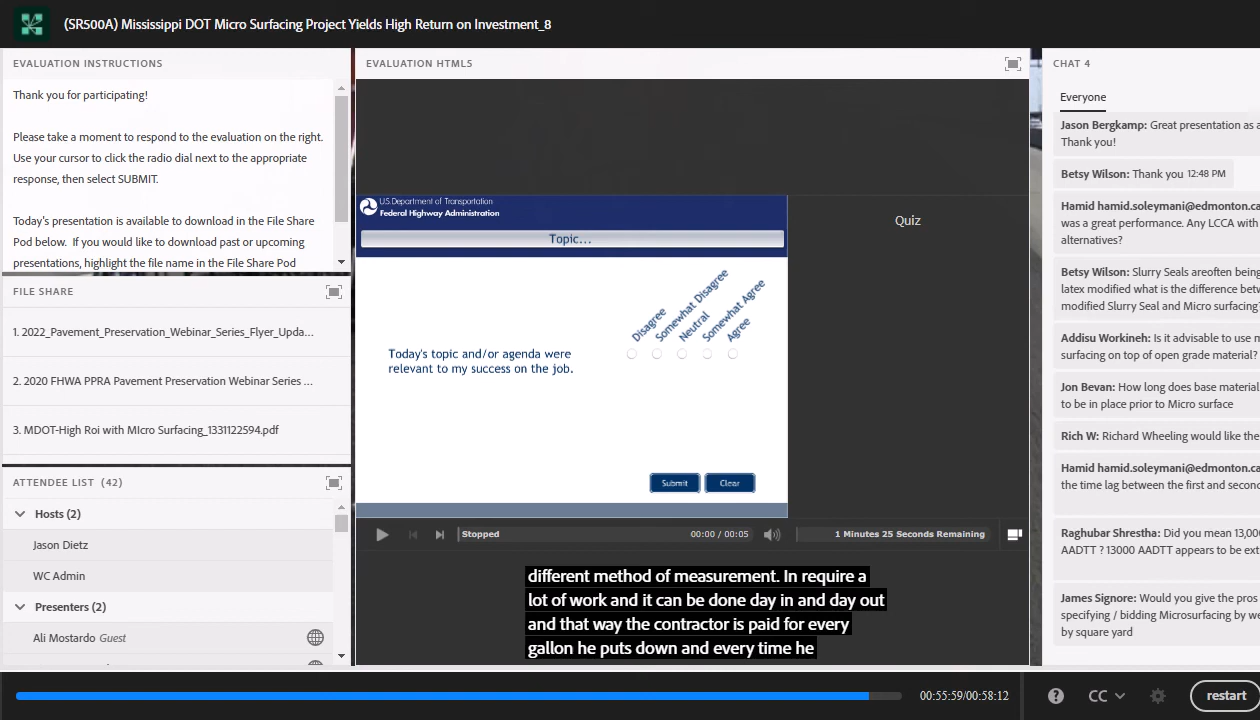 (SR500A) Mississippi DOT Micro Surfacing Project Yields High Return on Investment_8
EVALUATION INSTRUCTIONS
Thank you for participating!
Please take a moment to respond to the evaluation on the right.
Use your cursor to click the radio dial next to the appropriate
response, then select SUBMIT.
Today's presentation is available to download in the File Share
Pod below. If you would like to download past or upcoming
presentations, highlight the file name in the File Share Pod
FILE SHARE
1. 2022_Pavement_Preservation_Webinar_Series_Flyer_Upda...
2. 2020 FHWA PPRA Pavement Preservation Webinar Series ...
3. MDOT-High Roi with MIcro Surfacing_1331122594.pdf
ATTENDEE LIST (42)
Hosts (2)
Jason Dietz
WC Admin
Presenters (2)
Ali Mostardo Guest
EVALUATION HTML5
U.S.Department of Transportation
Federal Highway Administration
Topic...
Disagree
Somewhat Disagree
Neutral
Somewhat Agree
Agree
Today's topic and/or agenda were
relevant to my success on the job.
Submit
Clear
Quiz
Stopped
00:00 / 00:05
1 Minutes 25 Seconds Remaining
different method of measurement. In require a
lot of work and it can be done day in and day out
and that way the contractor is paid for every
gallon he puts down and every time he
CHAT 4
Everyone
Jason Bergkamp: Great presentation as a
Thank you!
Betsy Wilson: Thank you 12:48 PM
Hamid hamid.soleymani@edmonton.ca
was a great performance. Any LCCA with
alternatives?
Betsy Wilson: Slurry Seals areoften being
latex modified what is the difference betw
modified Slurry Seal and Micro surfacing?
Addisu Workineh: Is it advisable to use m
surfacing on top of open grade material?
Jon Bevan: How long does base material
to be in place prior to Micro surface
Rich W: Richard Wheeling would like the
Hamid hamid.soleymani@edmonton.ca
the time lag between the first and second
Raghubar Shrestha: Did you mean 13,000
AADTT ? 13000 AADTT appears to be ext
James Signore: Would you give the pros
specifying / bidding Microsurfacing by we
by square yard
00:55:59/00:58:12
CC
restart